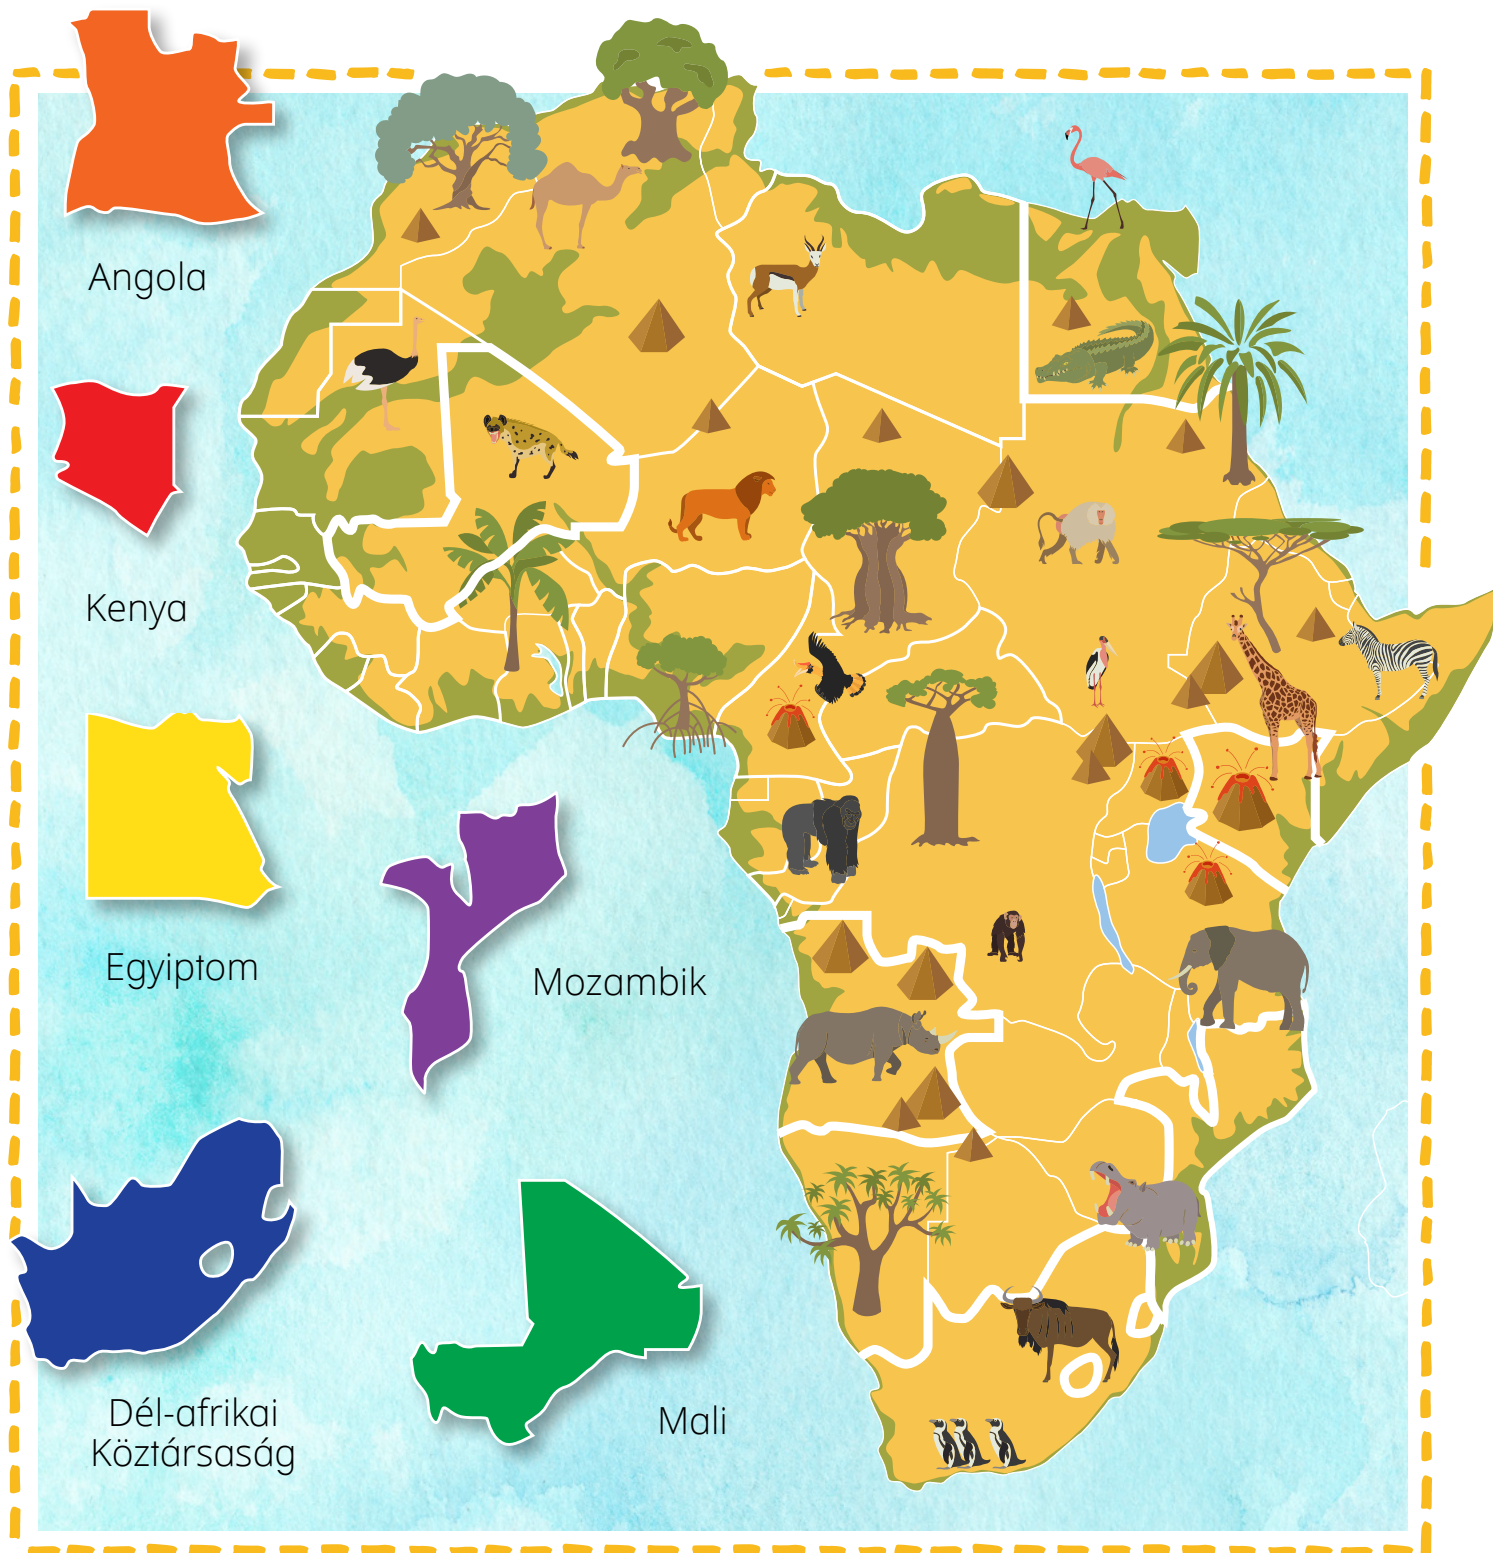 Angola
Kenya
Egyiptom
Mozambik
Dél-afrikai
Köztársaság
Mali